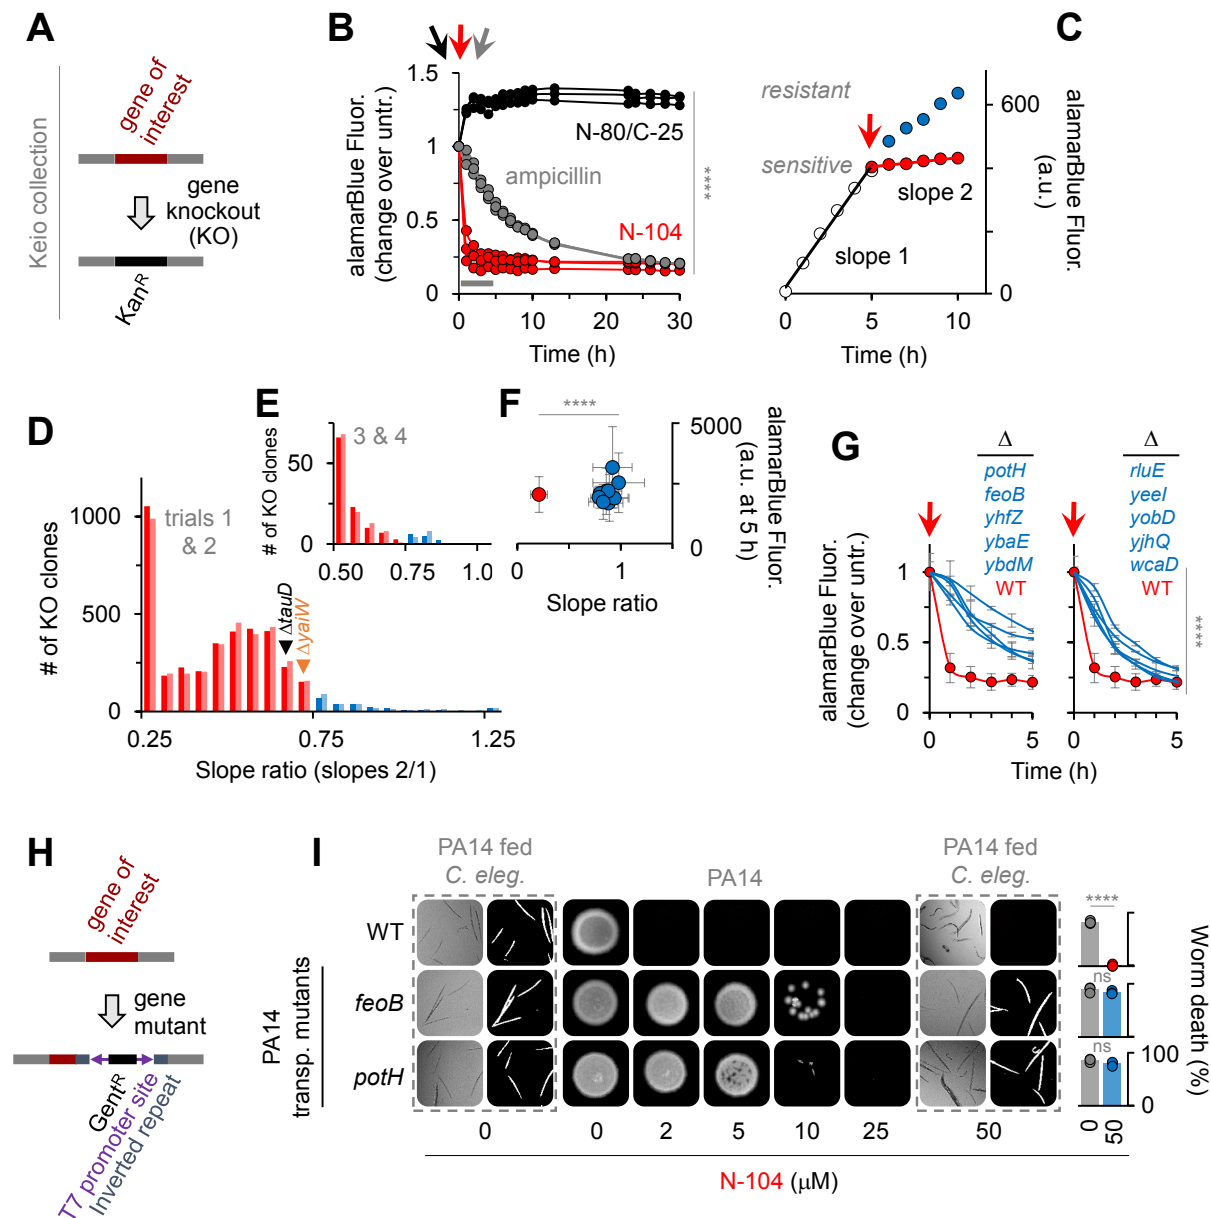 A
Keio collection
gene of
interest
gene
knockout
(KO)
KanR
B
alamarBlue Fluor.
(change over untr.)
1.5
1
0.5
0
N-80/C-25
ampicillin
N-104
****
0
10
20
30
Time (h)
C
resistant
sensitive
slope 2
slope 1
600
0
alamarBlue Fluor.
(a.u.)
0
5
10
Time (h)
D
# of KO clones
1000
500
0
trials 1
& 2
ΔtauD
ΔyaiW
0.25
0.75
1.25
Slope ratio (slopes 2/1)
E
# of KO clones
50
0
3 & 4
0.50
0.75
1.0
F
****
5000
0
alamarBlue Fluor.
(a.u. at 5 h)
0
1
Slope ratio
G
alamarBlue Fluor.
(change over untr.)
1
0.5
0
Δ
potH
feoB
yhfZ
ybaE
ybdM
WT
0
5
Δ
rluE
yeeI
yobD
yjhQ
wcaD
WT
****
0
5
Time (h)
H
gene of
interest
gene
mutant
GentR
T7 promoter site
Inverted repeat
I
PA14 fed
C. eleg.
PA14
PA14 fed
C. eleg.
WT
feoB
potH
PA14
transp. mutants
****
ns
ns
100
0
Worm death (%)
0
50
0
0
2
5
10
25
50
N-104 (μM)